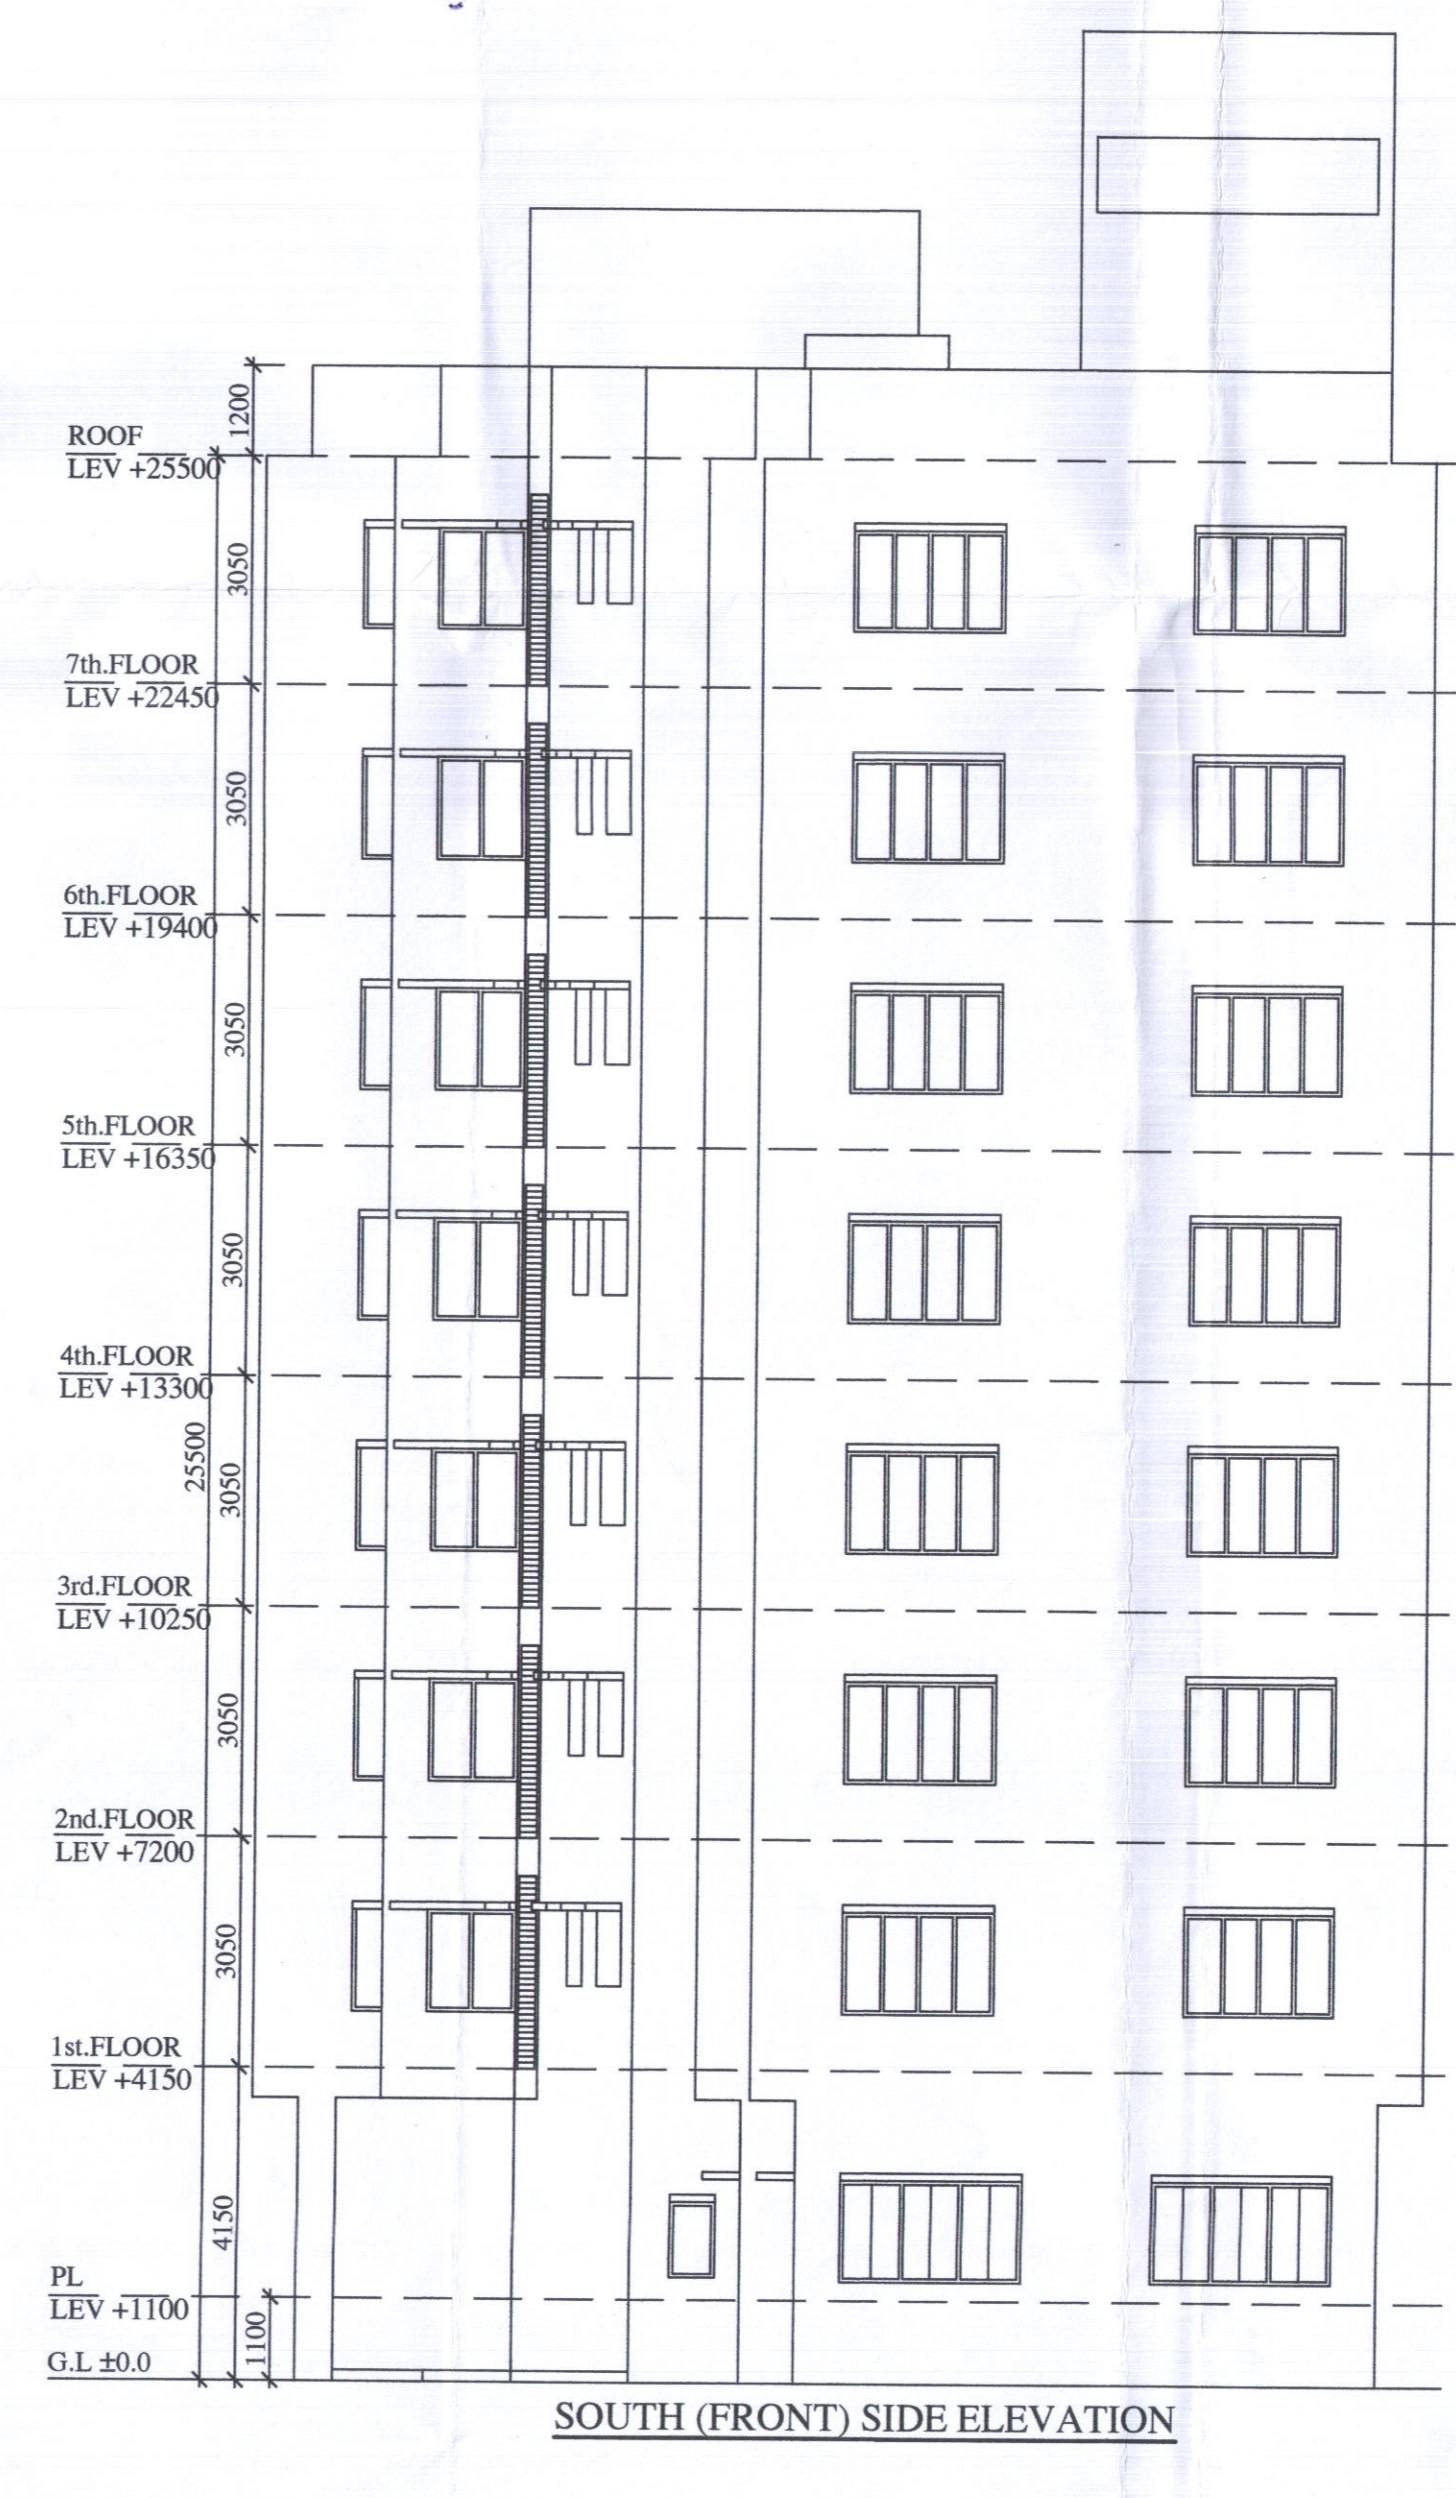 1200
ROOF
LEV +25500
3050
7th.FLOOR
LEV +22450
3050
6th.FLOOR
LEV +19400
3050
5th.FLOOR
LEV +16350
3050
4th.FLOOR
LEV +13300
25500
3050
3rd.FLOOR
LEV +10250
3050
2nd.FLOOR
LEV +7200
3050
1st.FLOOR
LEV +4150
4150
PL
LEV +1100
1100
G.L ±0.0
SOUTH (FRONT) SIDE ELEVATION